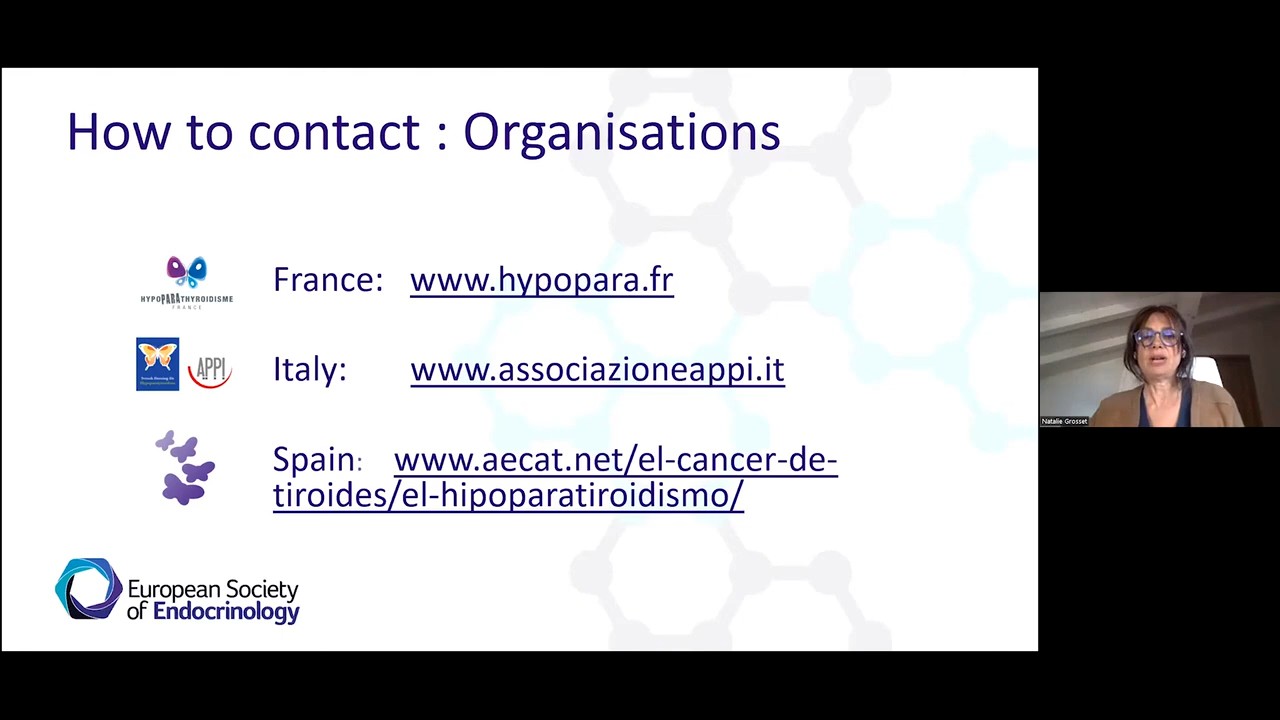 How to contact : Organisations
HYPOPARATHYROIDISME
FRANCE
France: www.hypopara.fr
APPI
Italy: www.associazioneappi.it
Spain: www.aecat.net/el-cancer-de-
tiroides/el-hipoparatiroidismo/
European Society
of Endocrinology
Natalie Grosset